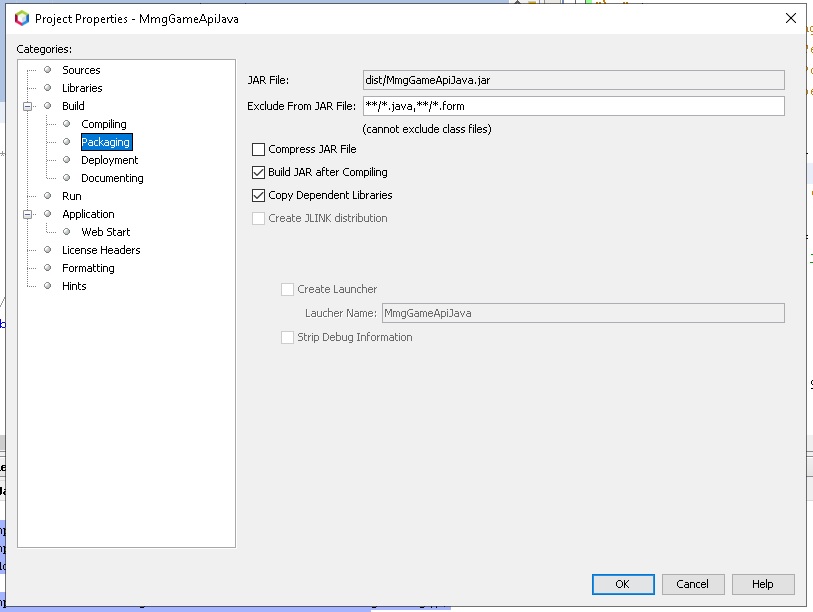 Project Properties - MmgGameApiJava
Categories:
Sources
Libraries
Build
Compiling
Packaging
Deployment
Documenting
Run
Application
Web Start
License Headers
Formatting
Hints
JAR File: dist/MmgGameApiJava.jar
Exclude From JAR File: **/*.java,**/*.form
(cannot exclude class files)
Compress JAR File
Build JAR after Compiling
Copy Dependent Libraries
Create JLINK distribution
Create Launcher
Laucher Name: MmgGameApiJava
Strip Debug Information
OK Cancel Help